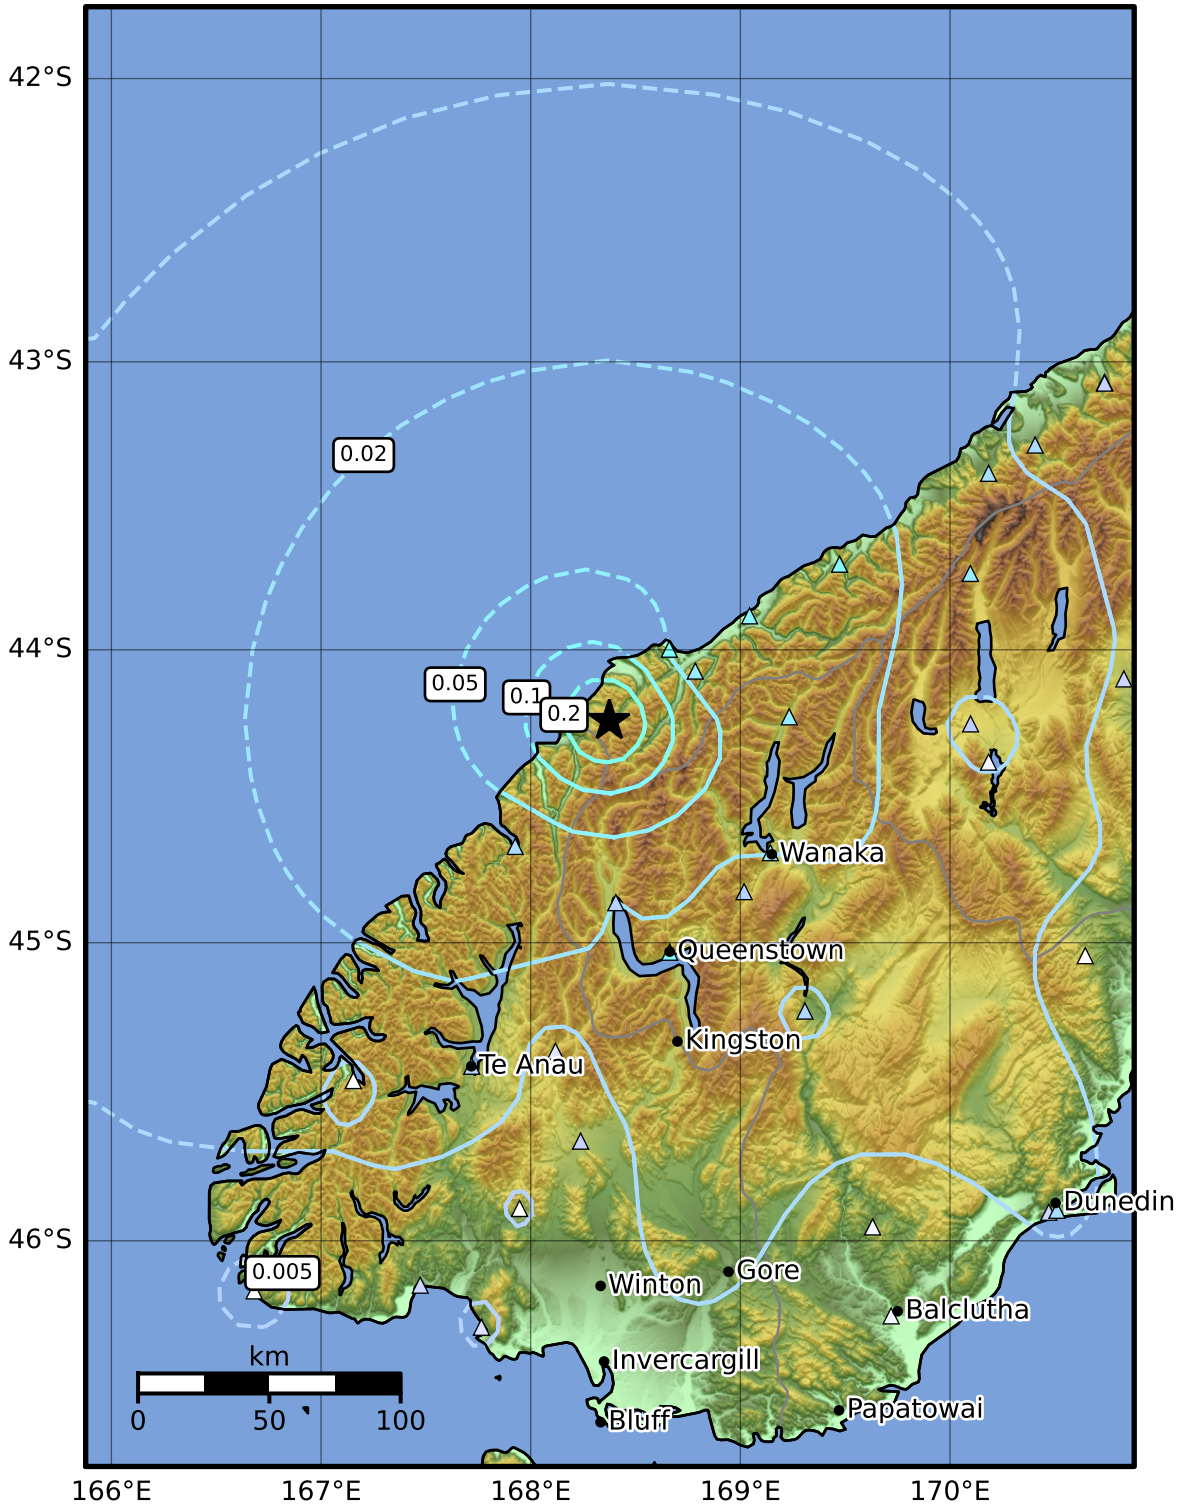 42°S
43°S
0.02
44°S
0.05
0.1
0.2
Wanaka
45°S
Queenstown
Kingston
Te Anau
Dunedin
46°S
0.005
Gore
Winton
Balclutha
km
Invercargill
Papatowai
0 50 100
Bluff
166°E 167°E 168°E 169°E 170°E